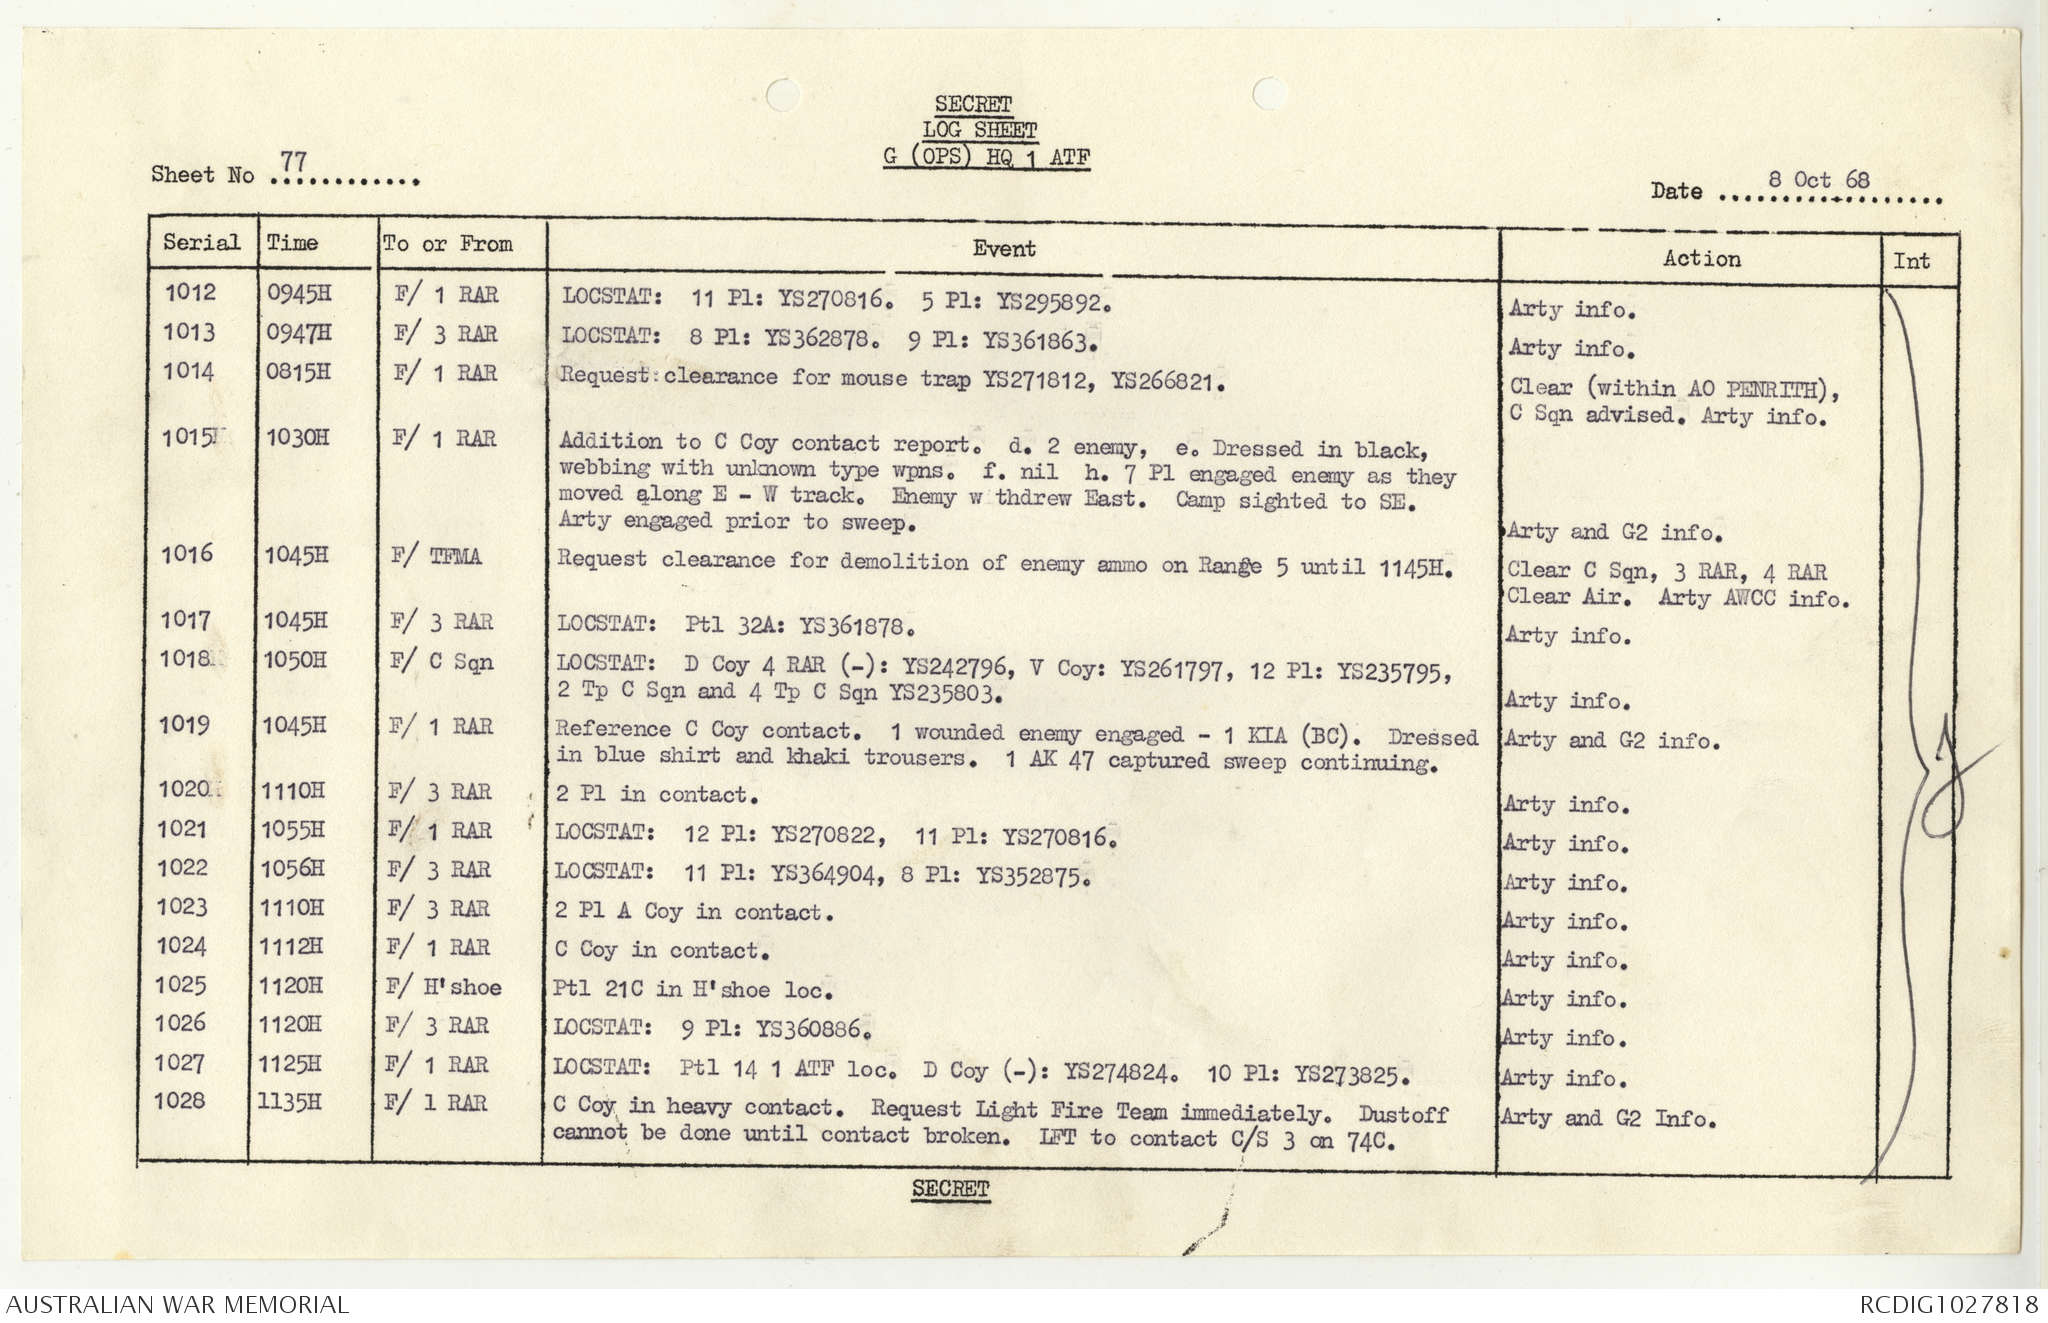 SECRET
LOG SHEET
G (OPS) HQ 1 ATF
Sheet No 77
Date 8 Oct 68
Serial Time To or From Event Action Int
1012 0945H F/ 1 RAR LOCSTAT: 11 Pl: YS270816. 5 Pl: YS295892. Arty info.
1013 0947H F/ 3 RAR LOCSTAT: 8 Pl: YS362878. 9 Pl: YS361863. Arty info.
1014 0815H F/ 1 RAR Request clearance for mouse trap YS271812, YS266821. Clear (within AO PENRITH),
C Sqn advised. Arty info.
1015 1030H F/ 1 RAR Addition to C Coy contact report. d. 2 enemy, e. Dressed in black,
webbing with unknown type wpns. f. nil h. 7 Pl engaged enemy as they
moved along E - W track. Enemy w thdrew East. Camp sighted to SE.
Arty engaged prior to sweep. Arty and G2 info.
1016 1045H F/ TFMA Request clearance for demolition of enemy ammo on Range 5 until 1145H. Clear C Sqn, 3 RAR, 4 RAR
Clear Air. Arty AWCC info.
1017 1045H F/ 3 RAR LOCSTAT: Ptl 32A: YS361878. Arty info.
1018 1050H F/ C Sqn LOCSTAT: D Coy 4 RAR (-): YS242796, V Coy: YS261797, 12 Pl: YS235795,
2 Tp C Sqn and 4 Tp C Sqn YS235803. Arty info.
1019 1045H F/ 1 RAR Reference C Coy contact. 1 wounded enemy engaged - 1 KIA (BC). Dressed Arty and G2 info.
in blue shirt and khaki trousers. 1 AK 47 captured sweep continuing.
1020 1110H F/ 3 RAR 2 Pl in contact. Arty info.
1021 1055H F/ 1 RAR LOCSTAT: 12 Pl: YS270822, 11 Pl: YS270816. Arty info.
1022 1056H F/ 3 RAR LOCSTAT: 11 Pl: YS364904, 8 Pl: YS352875. Arty info.
1023 1110H F/ 3 RAR 2 Pl A Coy in contact. Arty info.
1024 1112H F/ 1 RAR C Coy in contact. Arty info.
1025 1120H F/ H'shoe Ptl 21C in H'shoe loc. Arty info.
1026 1120H F/ 3 RAR LOCSTAT: 9 Pl: YS360886. Arty info.
1027 1125H F/ 1 RAR LOCSTAT: Ptl 14 1 ATF loc. D Coy (-): YS274824. 10 Pl: YS273825. Arty info.
1028 1135H F/ 1 RAR C Coy in heavy contact. Request Light Fire Team immediately. Dustoff Arty and G2 Info.
cannot be done until contact broken. LFT to contact C/S 3 on 74C.
SECRET
AUSTRALIAN WAR MEMORIAL
RCDIG1027818